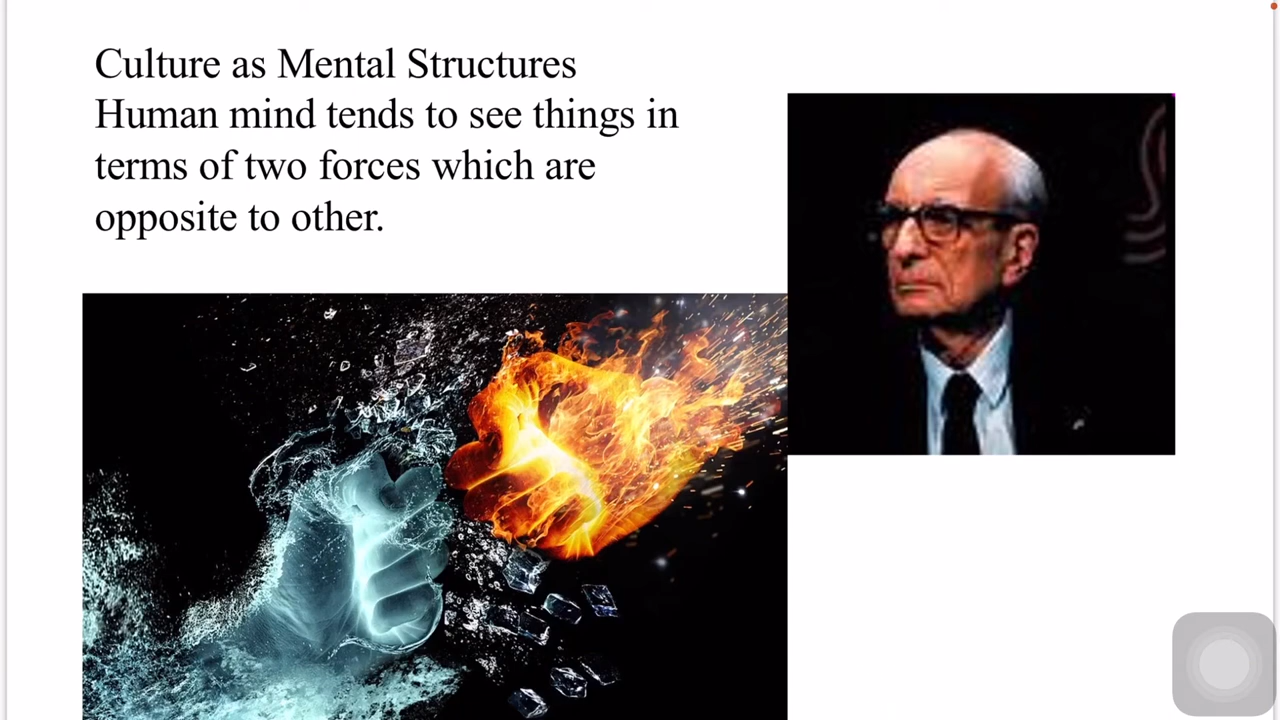 Culture as Mental Structures
Human mind tends to see things in
terms of two forces which are
opposite to other.